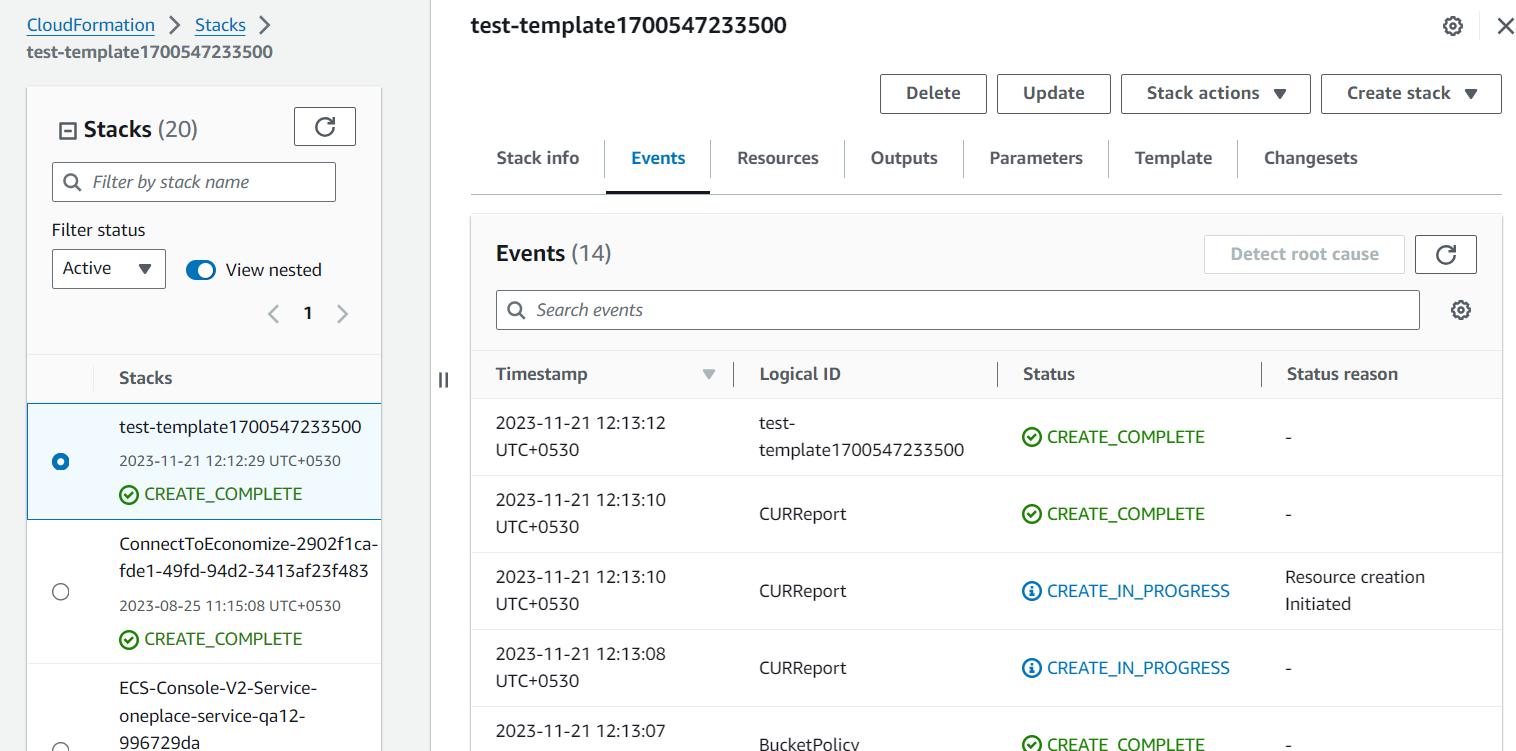 CloudFormation
Stacks
test-template1700547233500
Stacks (20)
Filter by stack name
Filter status
Active
View nested
1
Stacks
test-template1700547233500
2023-11-21 12:12:29 UTC+0530
CREATE_COMPLETE
ConnectToEconomize-2902f1ca-
fde1-49fd-94d2-3413af23f483
2023-08-25 11:15:08 UTC+0530
CREATE_COMPLETE
ECS-Console-V2-Service-
oneplace-service-qa12-
996729da
test-template1700547233500
Delete
Update
Stack actions
Create stack
Stack info
Events
Resources
Outputs
Parameters
Template
Changesets
Events (14)
Detect root cause
Search events
Timestamp
Logical ID
Status
Status reason
2023-11-21 12:13:12
UTC+0530
test-
template1700547233500
CREATE_COMPLETE
-
2023-11-21 12:13:10
UTC+0530
CURReport
CREATE_COMPLETE
-
2023-11-21 12:13:10
UTC+0530
CURReport
CREATE_IN_PROGRESS
Resource creation
Initiated
2023-11-21 12:13:08
UTC+0530
CURReport
CREATE_IN_PROGRESS
-
2023-11-21 12:13:07
BucketPolicy
CREATE_COMPLETE
-